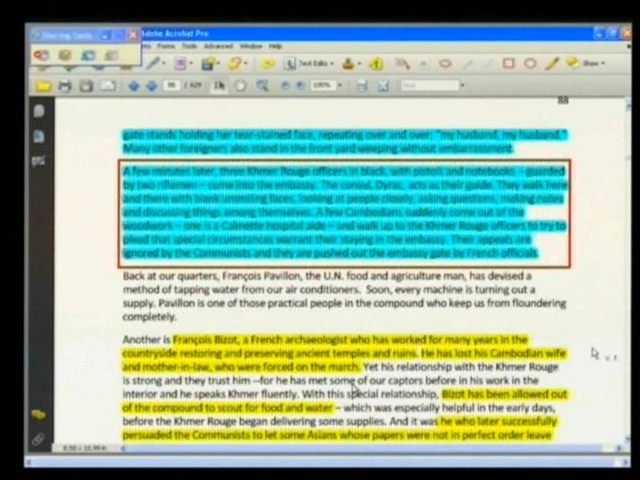 Sharing Tools
Adobe Acrobat Pro
Forms Tools Advanced Window Help
Text Edits Show
88 / 629 Find
88
gate stands holding her tear-stained face, repeating over and over: "my husband, my husband."
Many other foreigners also stand in the front yard weeping without embarrassment.
A few minutes later, three Khmer Rouge officers in black, with pistols and notebooks --guarded
by two riflemen -- come into the embassy. The consul, Dyrac, acts as their guide. They walk here
and there with blank unsmiling faces, looking at people closely, asking questions, making notes
and discussing things among themselves. A few Cambodians suddenly come out of the
woodwork -- one is a Calmette hospital aide-- and walk up to the Khmer Rouge officers to try to
plead that special circumstances warrant their staying in the embassy. Their appeals are
ignored by the Communists and they are pushed out the embassy gate by French officials.
Back at our quarters, François Pavillon, the U.N. food and agriculture man, has devised a
method of tapping water from our air conditioners. Soon, every machine is turning out a
supply. Pavillon is one of those practical people in the compound who keep us from floundering
completely.
Another is François Bizot, a French archaeologist who has worked for many years in the
countryside restoring and preserving ancient temples and ruins. He has lost his Cambodian wife
and mother-in-law, who were forced on the march. Yet his relationship with the Khmer Rouge
is strong and they trust him --for he has met some of our captors before in his work in the
interior and he speaks Khmer fluently. With this special relationship, Bizot has been allowed out
of the compound to scout for food and water – which was especially helpful in the early days,
before the Khmer Rouge began delivering some supplies. And it was he who later successfully
persuaded the Communists to let some Asians whose papers were not in perfect order leave